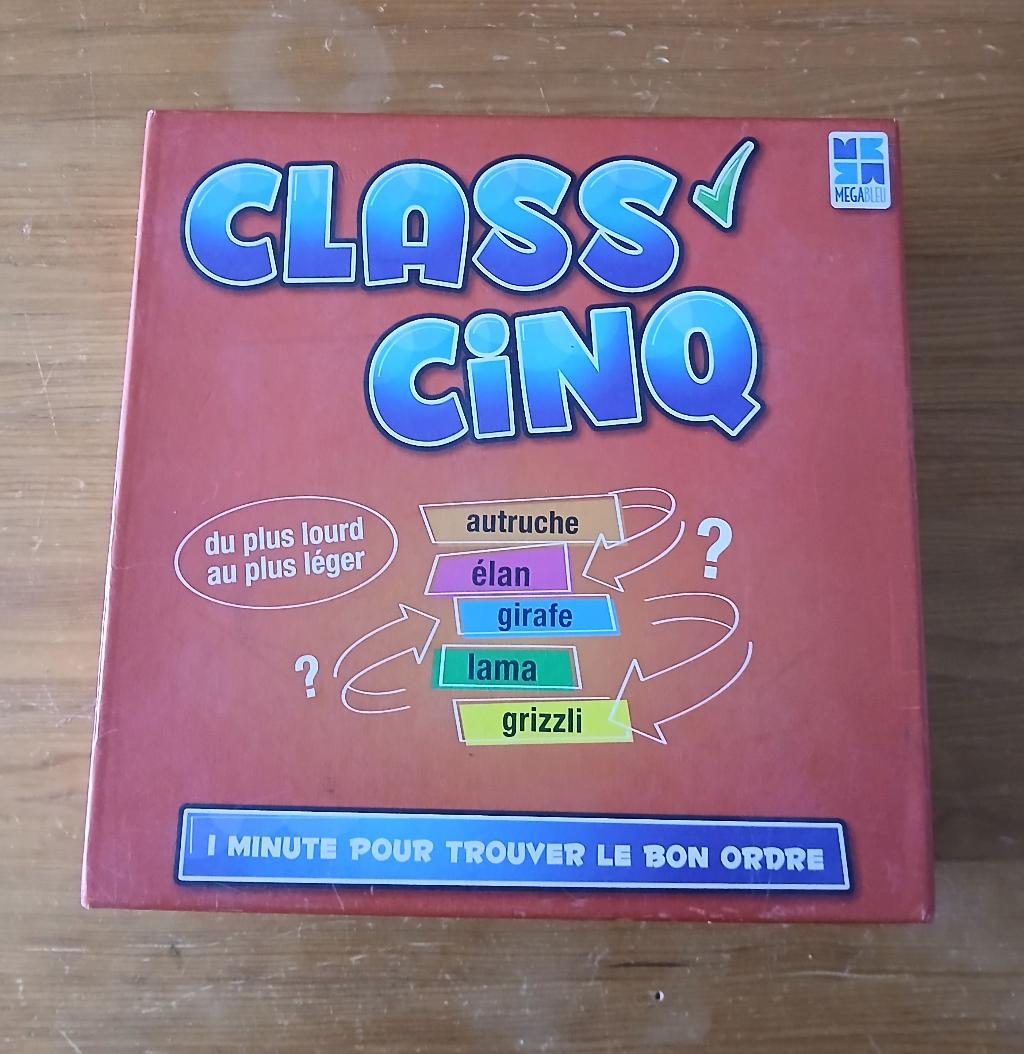 CLASS
CiNQ
MEGABLEU
du plus lourd
au plus léger
autruche
élan
?
girafe
lama
?
grizzli
1 MINUTE POUR TROUVER LE BON ORDRE